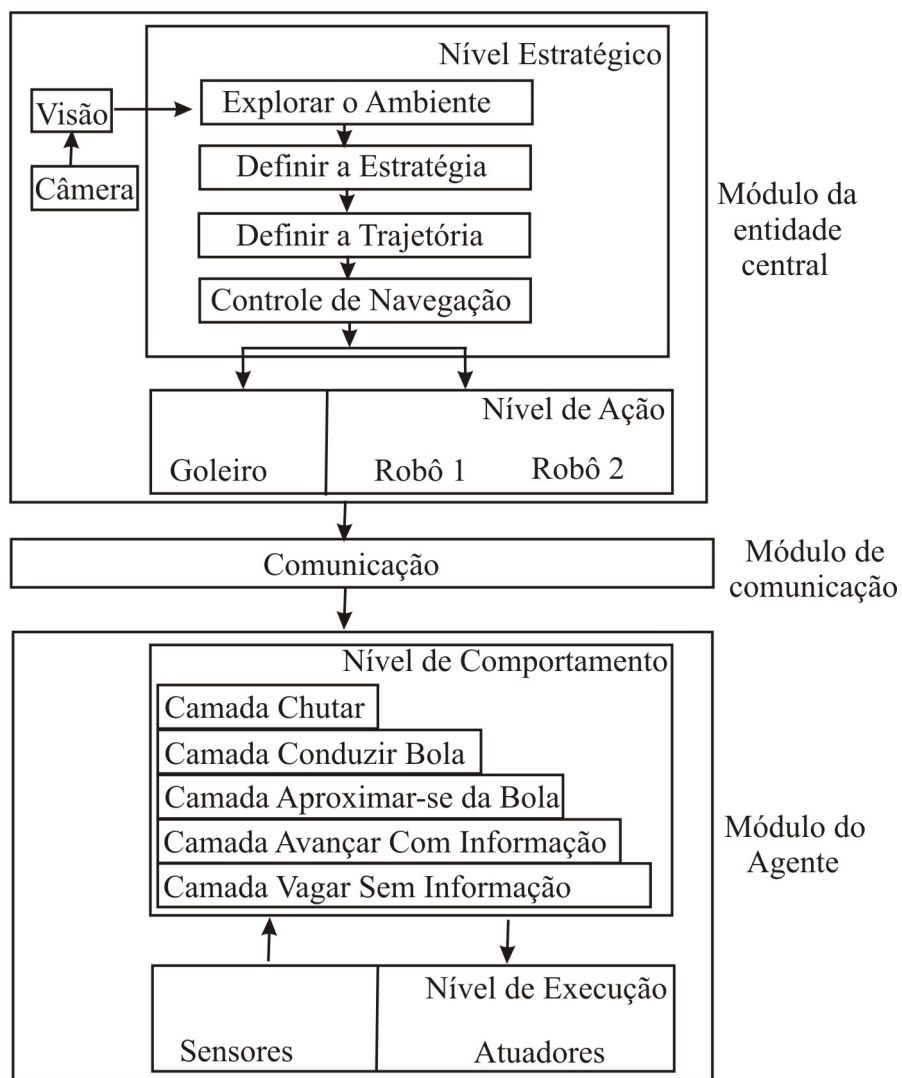 Nível Estratégico
Visão
Explorar o Ambiente
Câmera
Definir a Estratégia
Definir a Trajetória
Controle de Navegação
Módulo da
entidade
central
Nível de Ação
Goleiro
Robô 1
Robô 2
Comunicação
Módulo de
comunicação
Nível de Comportamento
Camada Chutar
Camada Conduzir Bola
Camada Aproximar-se da Bola
Camada Avançar Com Informação
Camada Vagar Sem Informação
Módulo do
Agente
Nível de Execução
Sensores
Atuadores